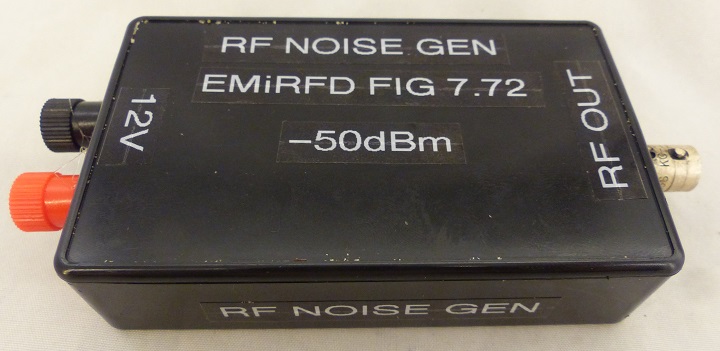 RF NOISE GEN
EMiRFD FIG 7.72
-50dBm
12V
RF OUT
RF NOISE GEN